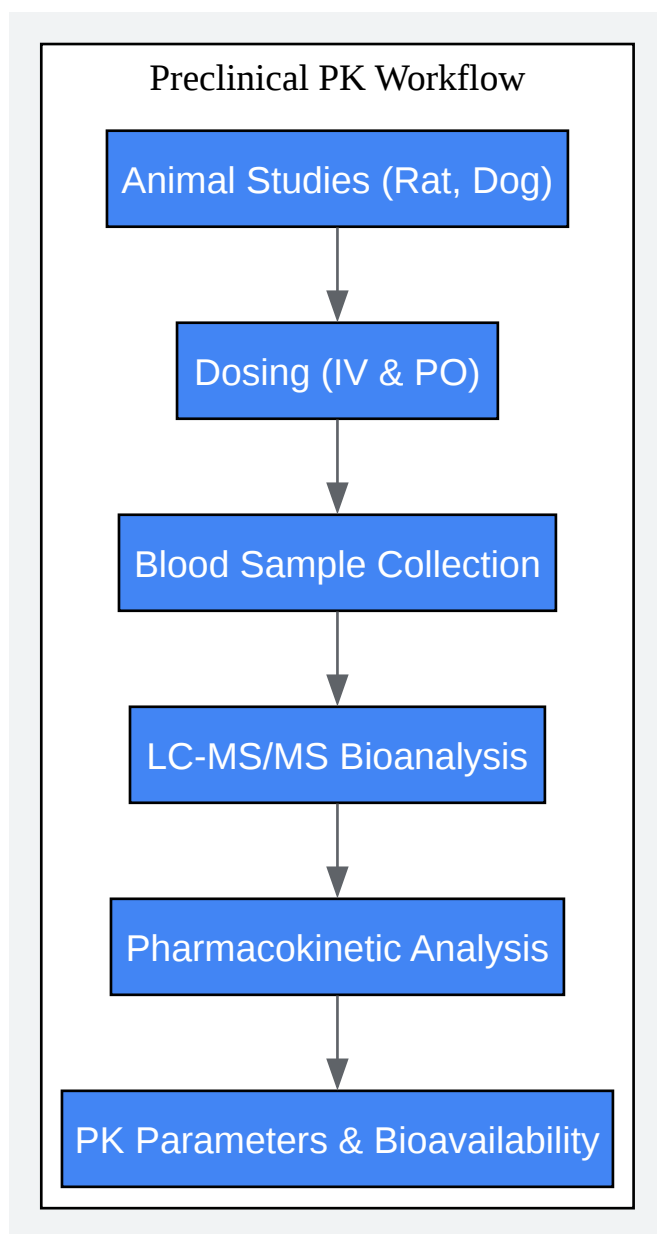 Preclinical PK Workflow
Animal Studies (Rat, Dog)
Dosing (IV & PO)
Blood Sample Collection
LC-MS/MS Bioanalysis
Pharmacokinetic Analysis
PK Parameters & Bioavailability